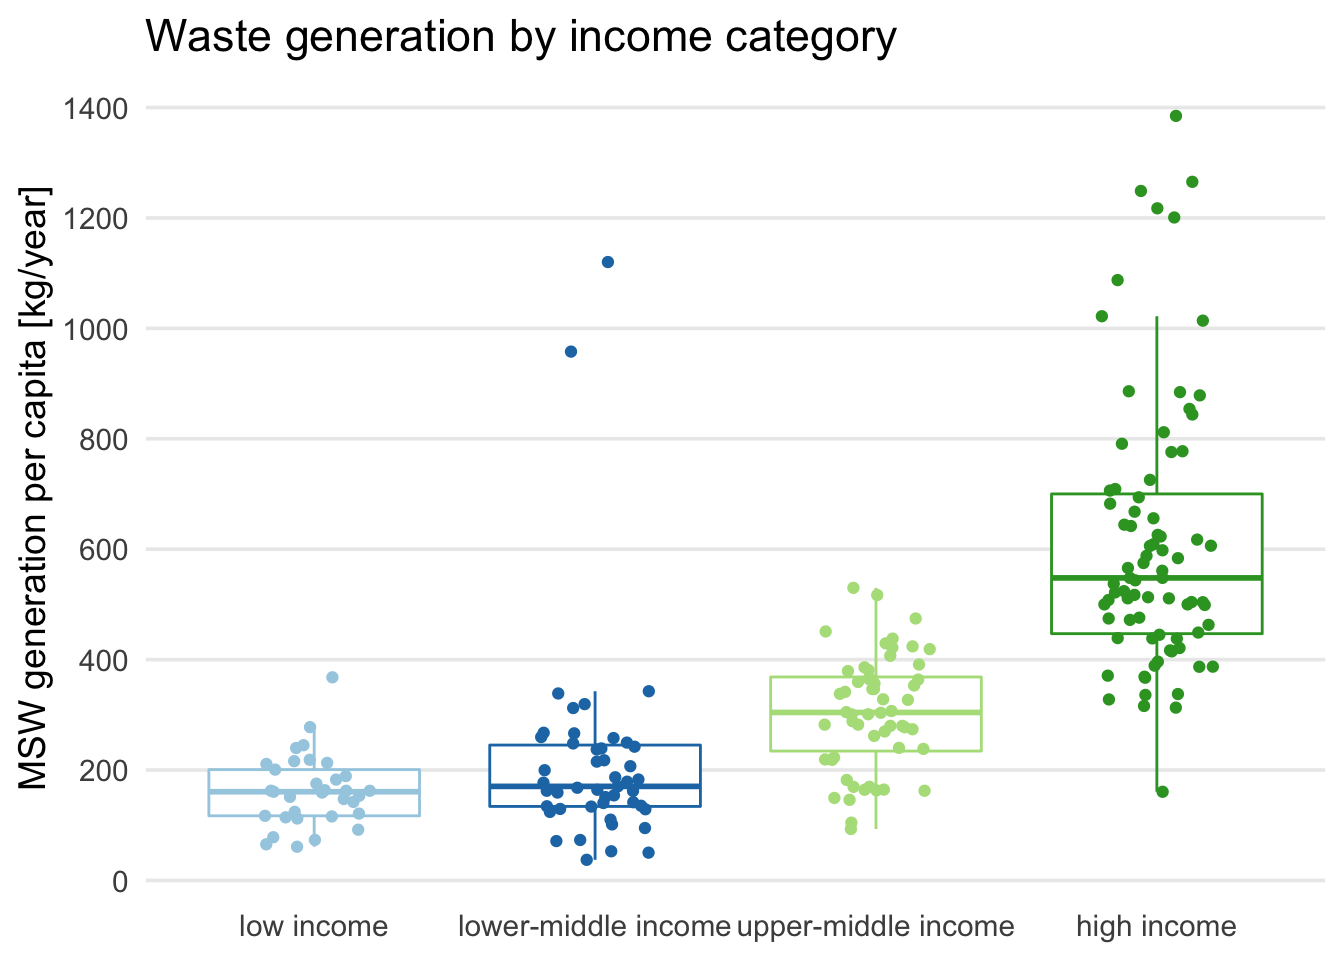 Waste generation by income category
MSW generation per capita [kg/year]
1400
1200
1000
800
600
400
200
0
low income
lower-middle income
upper-middle income
high income